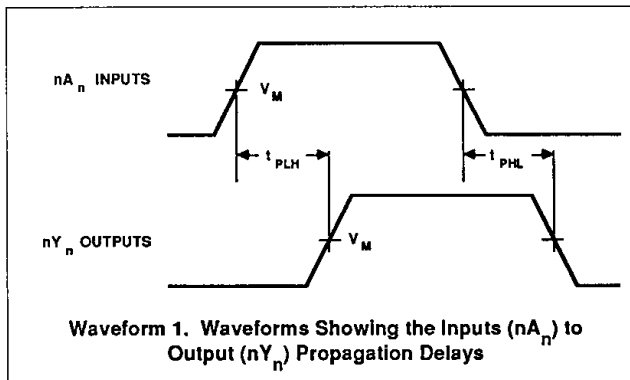 nAn INPUTS
VM
tPLH
tPHL
nYn OUTPUTS
VM
Waveform 1. Waveforms Showing the Inputs (nAn) to
Output (nYn) Propagation Delays